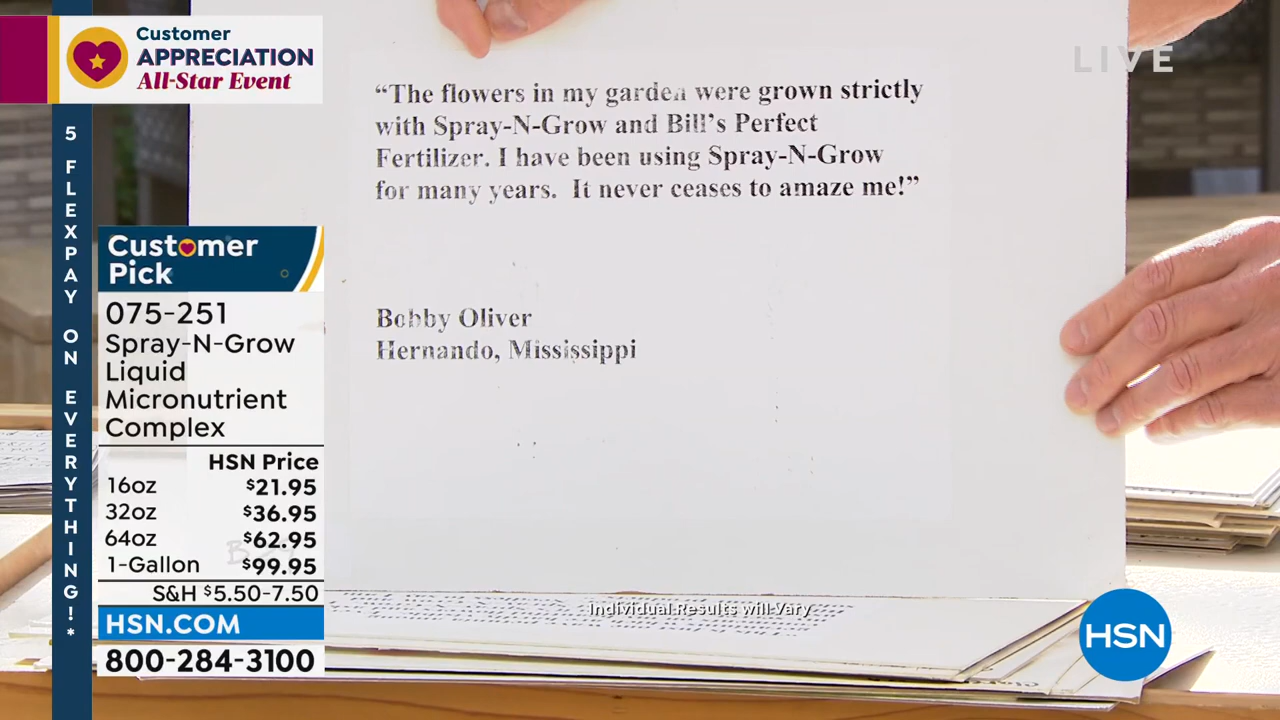 Customer
APPRECIATION
All-Star Event
LIVE
5 FLEXPAY ON EVERYTHING!*
"The flowers in my garden were grown strictly
with Spray-N-Grow and Bill's Perfect
Fertilizer. I have been using Spray-N-Grow
for many years. It never ceases to amaze me!"
Bobby Oliver
Hernando, Mississippi
Customer
Pick
075-251
Spray-N-Grow
Liquid
Micronutrient
Complex
HSN Price
16oz $21.95
32oz $36.95
64oz $62.95
1-Gallon $99.95
S&H $5.50-7.50
HSN.COM
800-284-3100
Individual Results will Vary
HSN